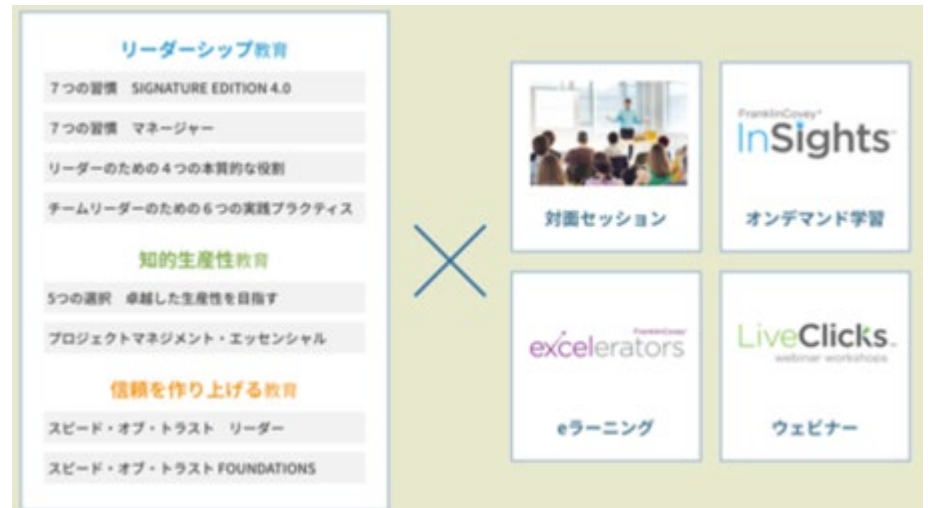 リーダーシップ教育
7つの習慣 SIGNATURE EDITION 4.0
7つの習慣 マネージャー
リーダーのための4つの本質的な役割
チームリーダーのための6つの実践プラクティス
知的生産性教育
5つの選択 卓越した生産性を目指す
プロジェクトマネジメント・エッセンシャル
信頼を作り上げる教育
スピード・オブ・トラスト リーダー
スピード・オブ・トラスト FOUNDATIONS
対面セッション
FranklinCovey
InSights
オンデマンド学習
FranklinCovey
excelerators
eラーニング
LiveClicks
webinar workshops
ウェビナー